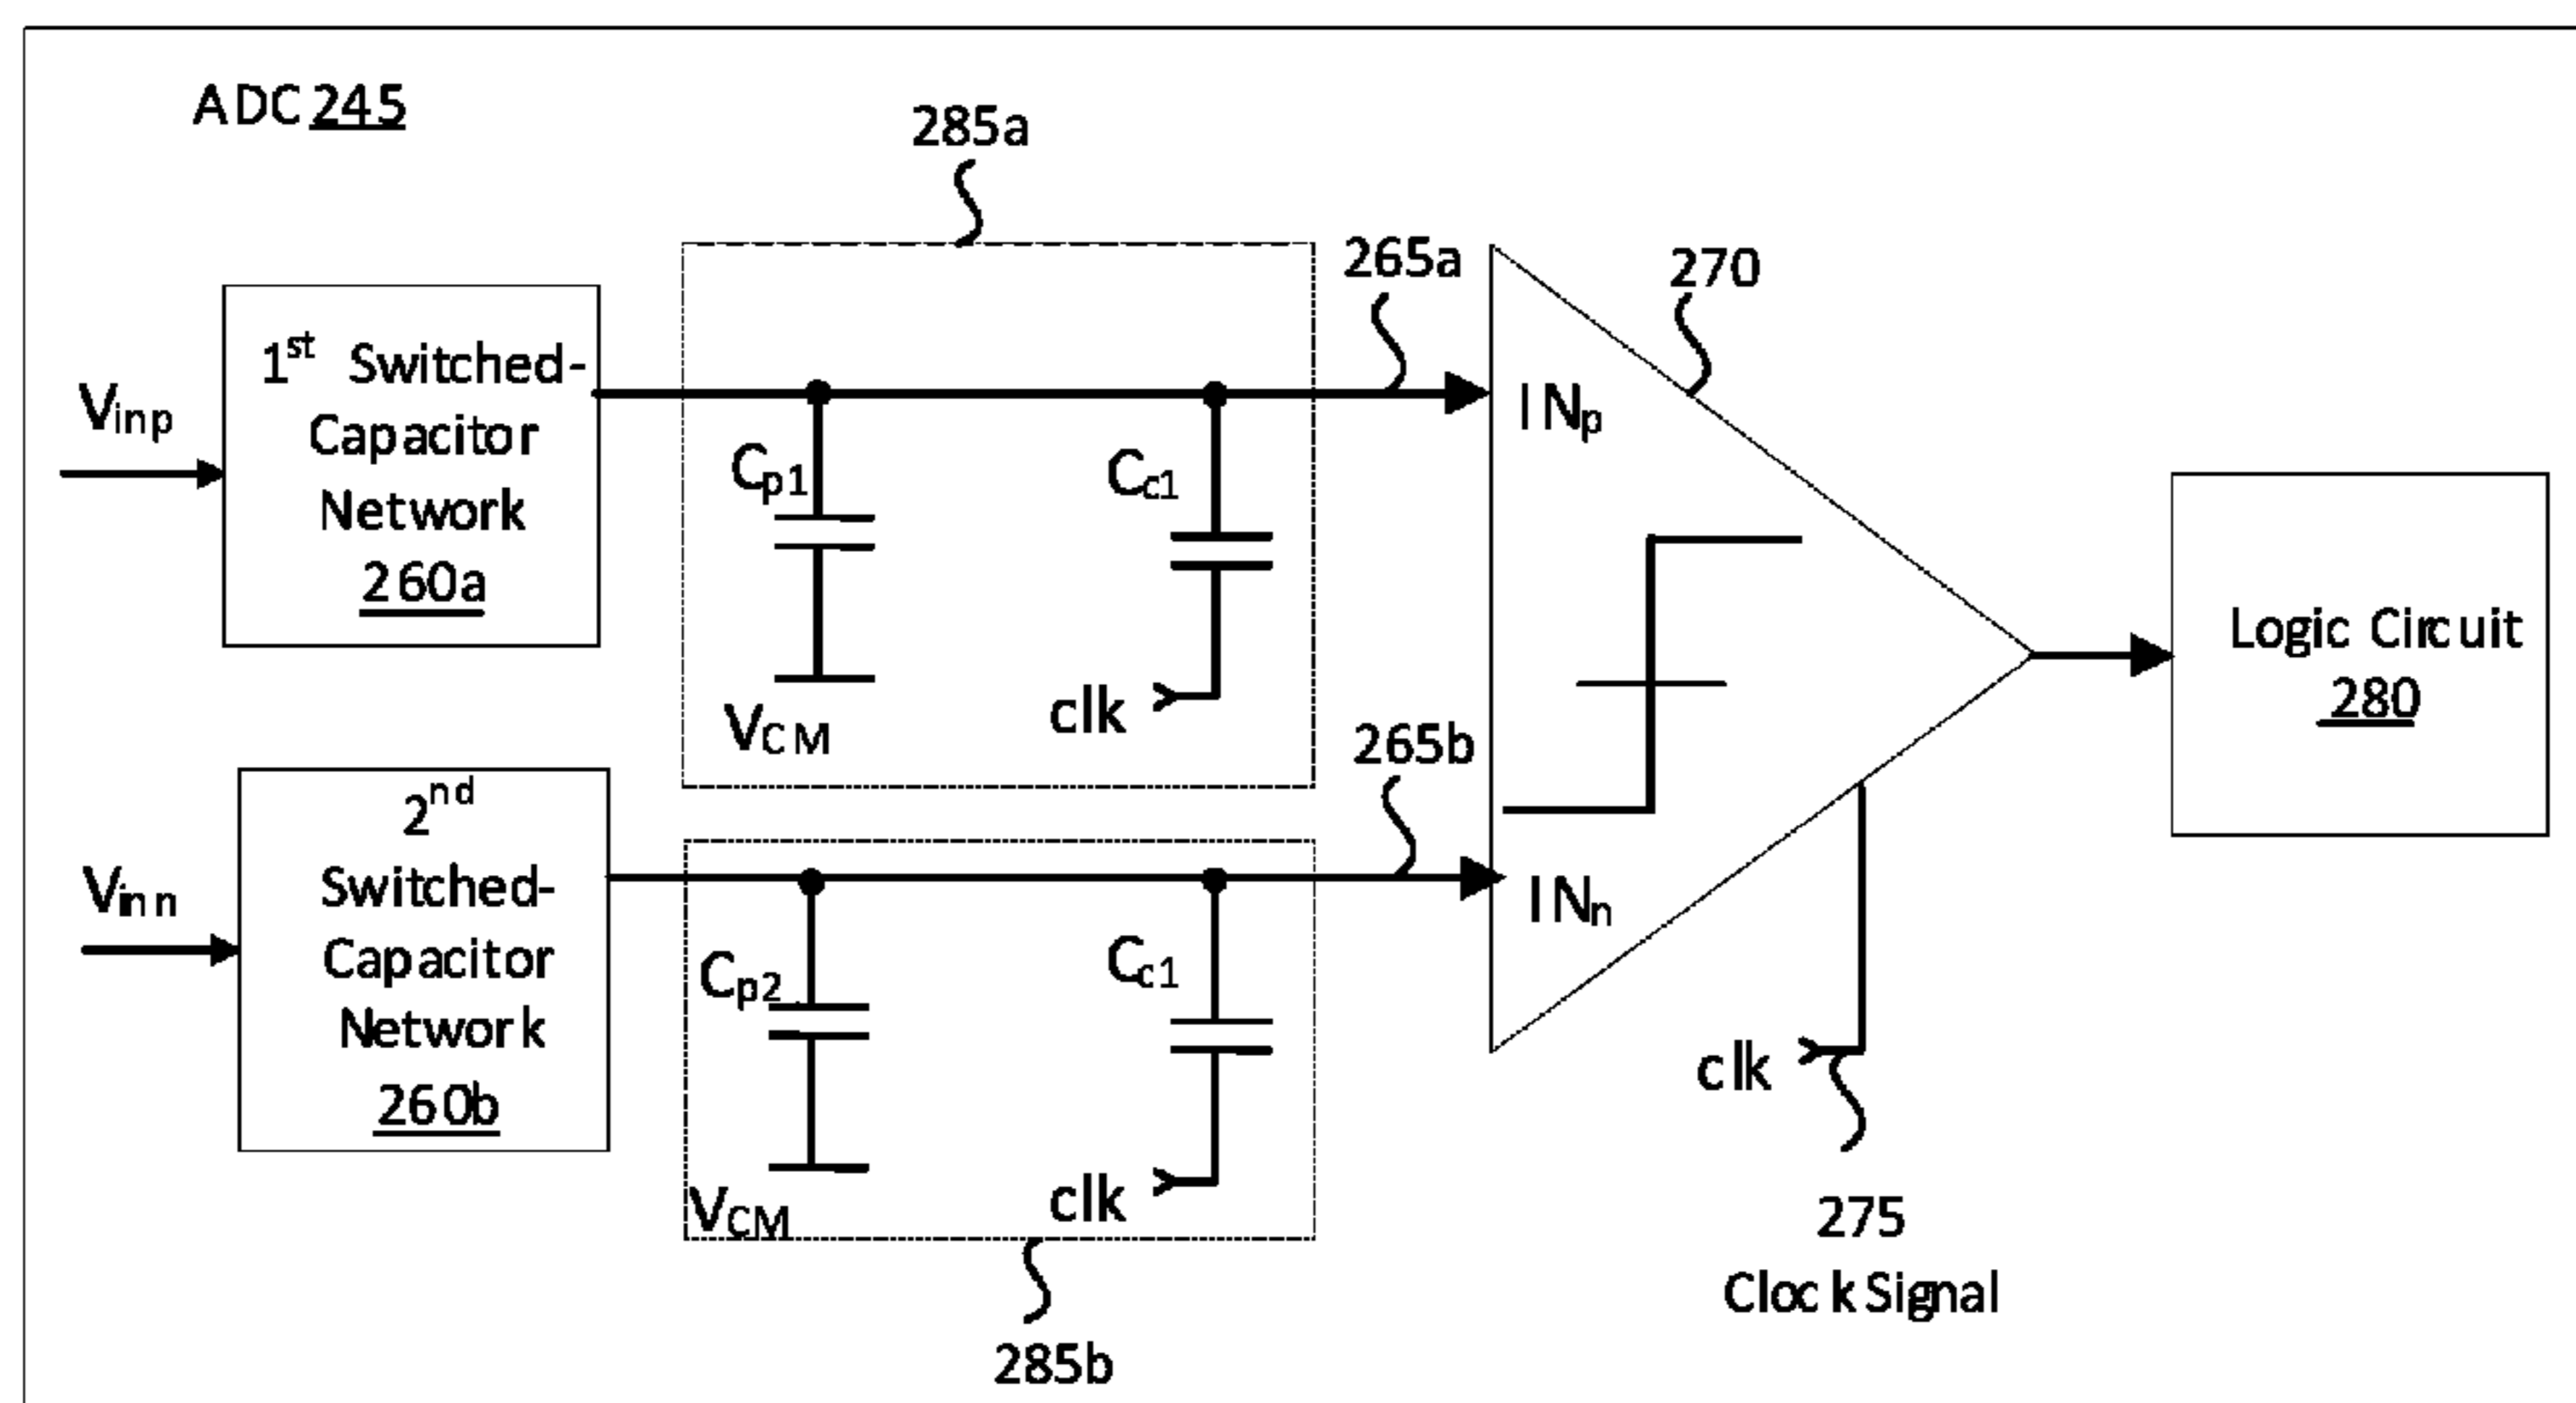 ADC 245
285a
265a
270
1st Switched-
Capacitor
Network
260a
Vinp
Cp1
Cc1
INp
VCM
clk
Logic Circuit
280
265b
2nd
Switched-
Capacitor
Network
260b
Vinn
Cp2
Cc1
INn
VCM
clk
clk
275
Clock Signal
285b